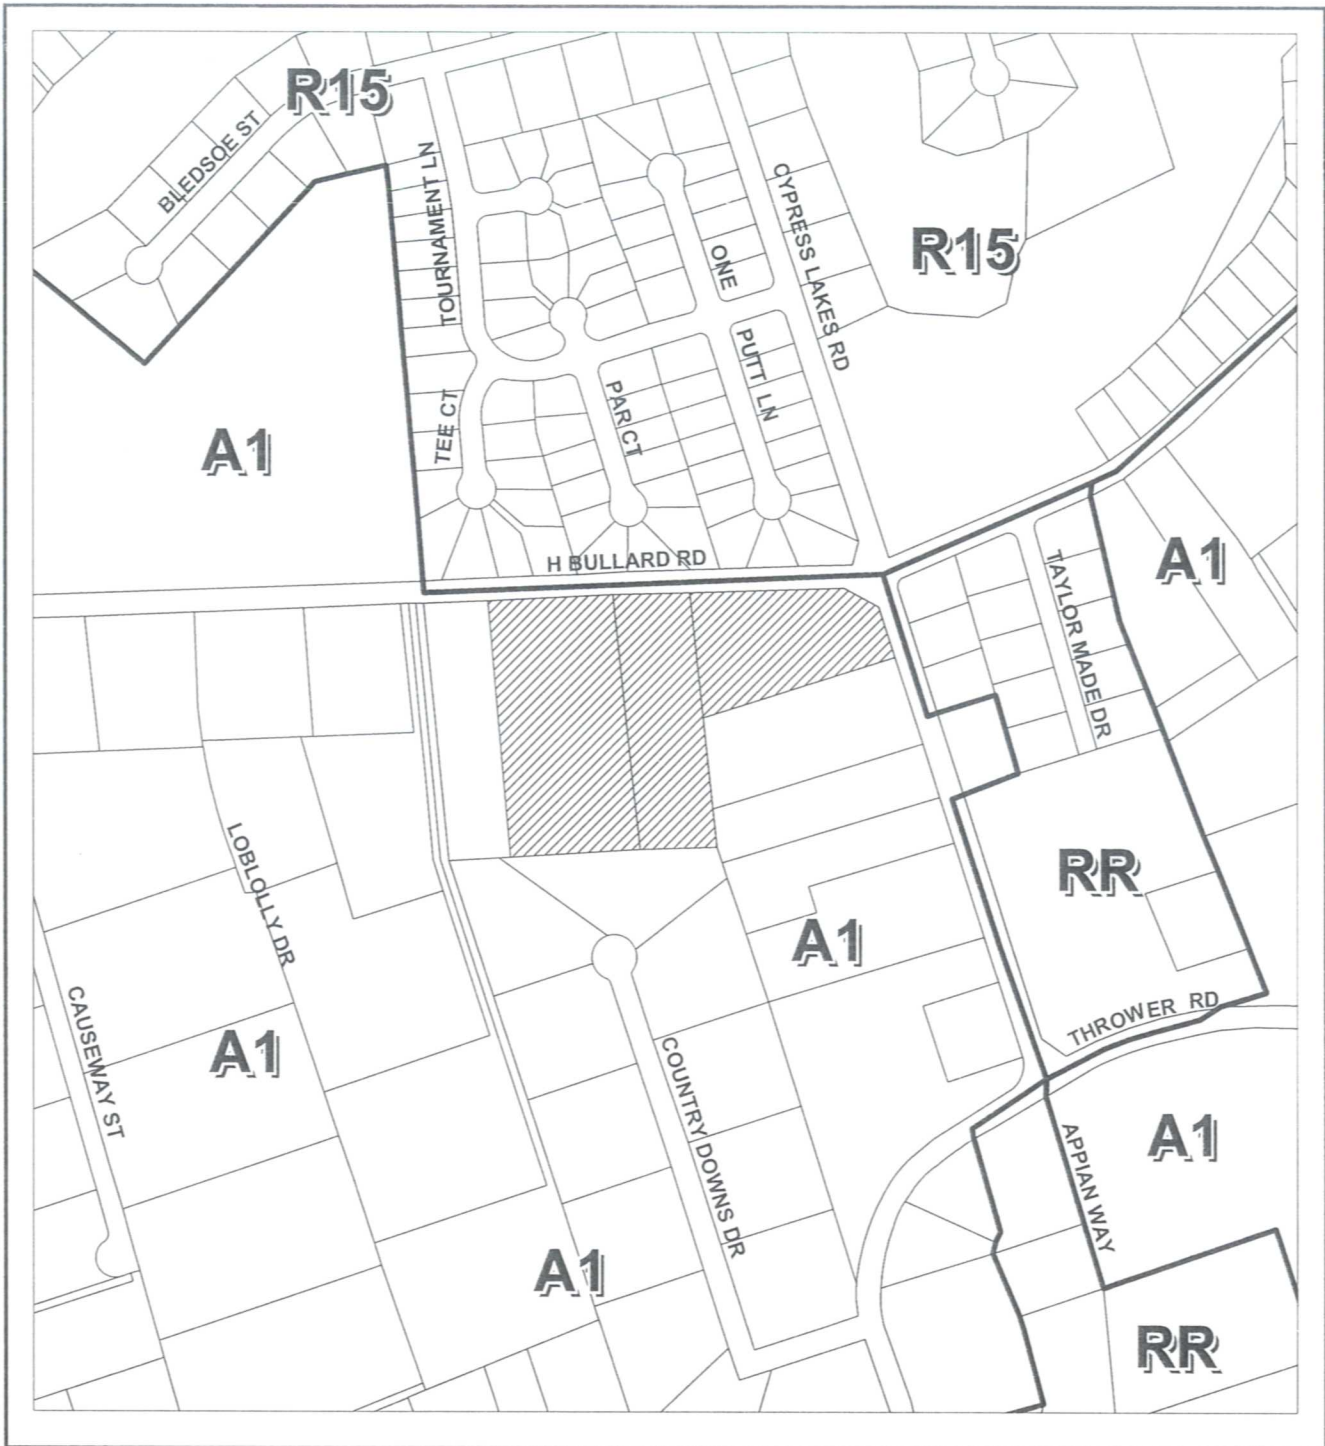 R15
BLEDSOE ST
TOURNAMENT LN
CYPRESS LAKES RD
R15
ONE
PUTT LN
PAR CT
TEE CT
A1
H BULLARD RD
A1
TAYLOR MADE DR
LOBLOLLY DR
RR
A1
CAUSEWAY ST
A1
THROWER RD
COUNTRY DOWNS DR
A1
APPIAN WAY
A1
RR